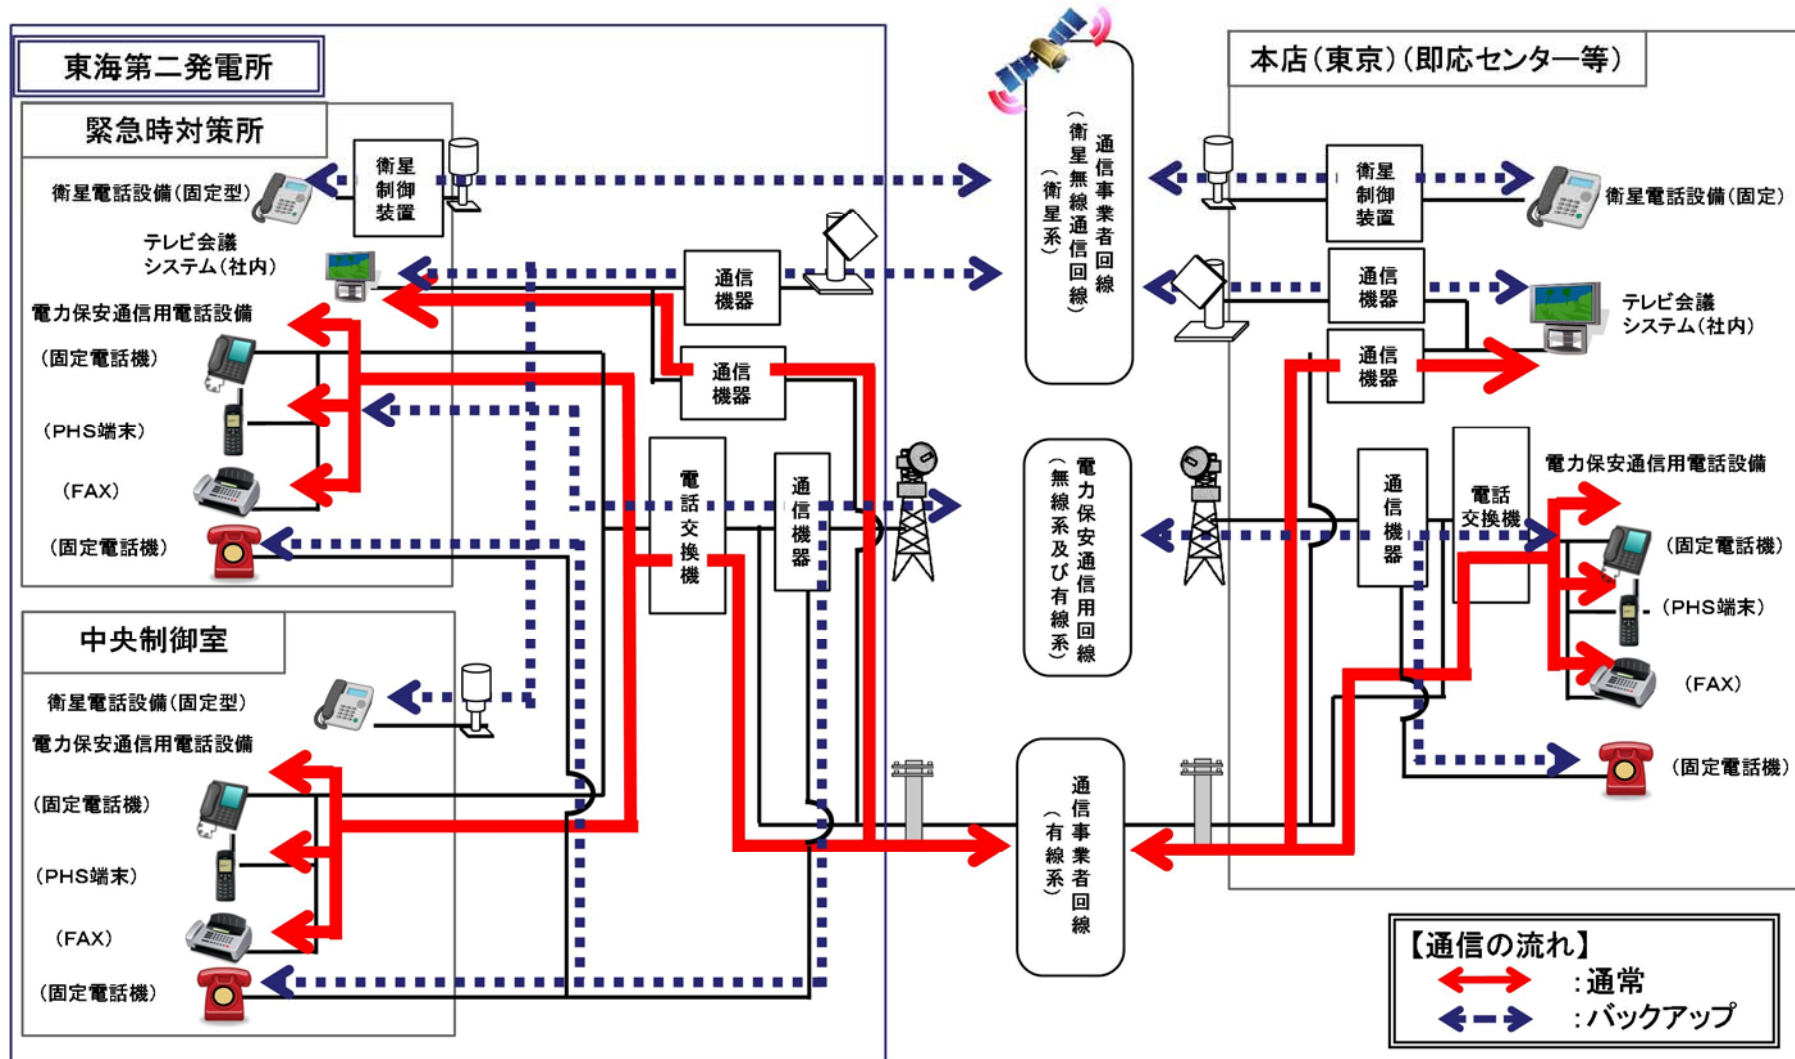 東海第二発電所
緊急時対策所
衛星電話設備(固定型)
衛星
制御
装置
テレビ会議
システム(社内)
通信
機器
電力保安通信用電話設備
(固定電話機)
通信
機器
(PHS端末)
(FAX)
(固定電話機)
電話交換機
通信機器
中央制御室
衛星電話設備(固定型)
電力保安通信用電話設備
(固定電話機)
(PHS端末)
(FAX)
(固定電話機)
通信事業者回線
(衛星無線通信回線)
(衛星系)
電力保安通信用回線
(無線系及び有線系)
通信事業者回線
(有線系)
本店(東京)(即応センター等)
衛星
制御
装置
衛星電話設備(固定)
通信
機器
テレビ会議
システム(社内)
通信
機器
通信機器
電話
交換機
電力保安通信用電話設備
(固定電話機)
(PHS端末)
(FAX)
(固定電話機)
【通信の流れ】
:通常
:バックアップ